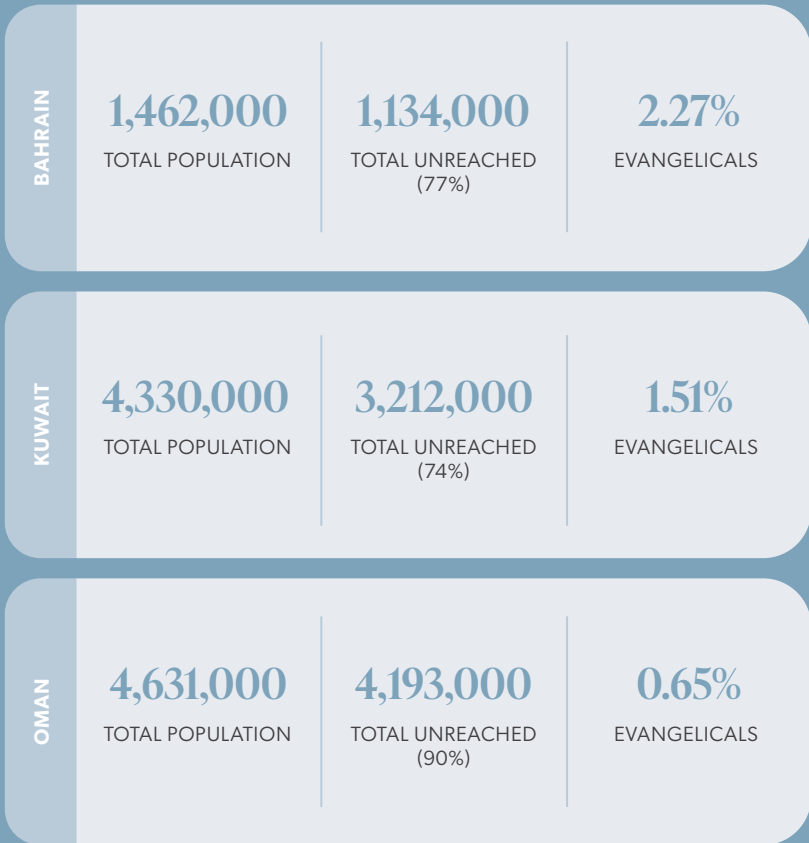 BAHRAIN
1,462,000
TOTAL POPULATION
1,134,000
TOTAL UNREACHED
(77%)
2.27%
EVANGELICALS
KUWAIT
4,330,000
TOTAL POPULATION
3,212,000
TOTAL UNREACHED
(74%)
1.51%
EVANGELICALS
OMAN
4,631,000
TOTAL POPULATION
4,193,000
TOTAL UNREACHED
(90%)
0.65%
EVANGELICALS